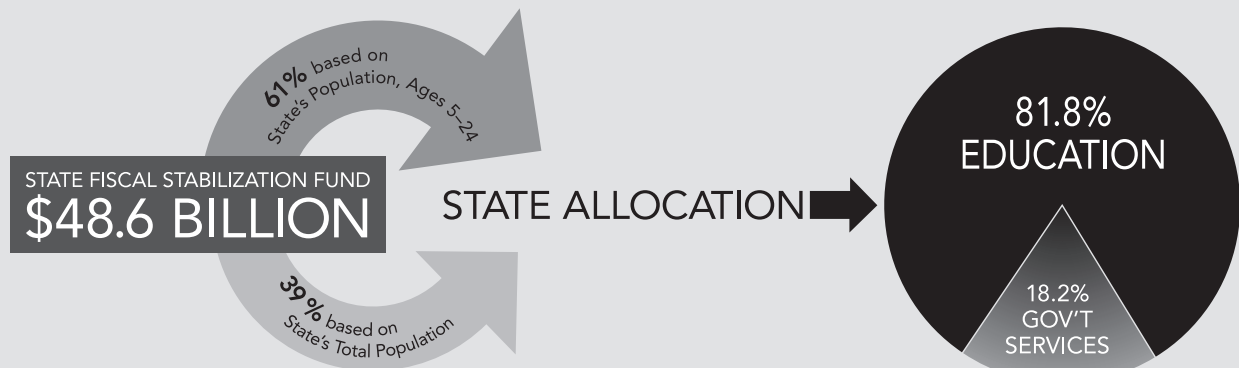 61% based on
State's Population, Ages 5–24
STATE FISCAL STABILIZATION FUND
$48.6 BILLION
39% based on
State's Total Population
STATE ALLOCATION
81.8%
EDUCATION
18.2%
GOV'T
SERVICES